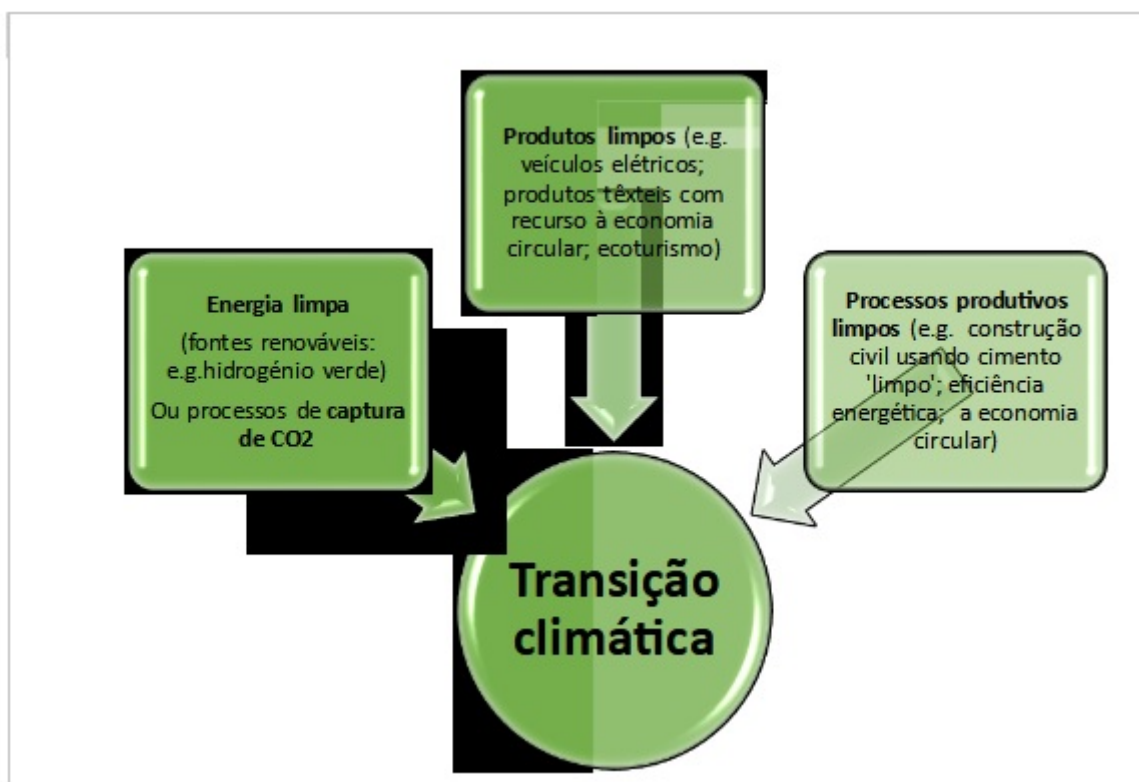 Produtos limpos (e.g.
veículos elétricos;
produtos têxteis com
recurso à economia
circular; ecoturismo)
Energia limpa
(fontes renováveis:
e.g.hidrogénio verde)
Ou processos de captura
de CO2
Processos produtivos
limpos (e.g. construção
civil usando cimento
'limpo'; eficiência
energética; a economia
circular)
Transição
climática